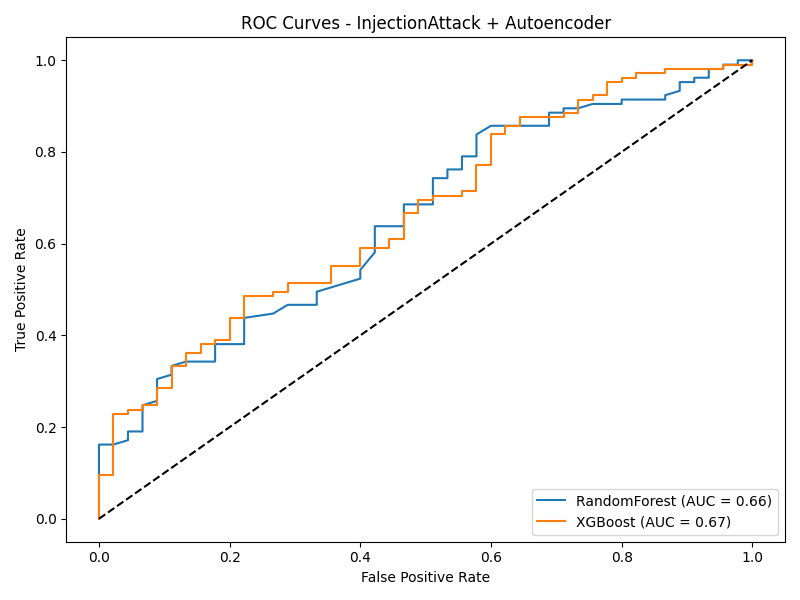 ROC Curves - InjectionAttack + Autoencoder
True Positive Rate
1.0
0.8
0.6
0.4
0.2
0.0
0.0 0.2 0.4 0.6 0.8 1.0
False Positive Rate
RandomForest (AUC = 0.66)
XGBoost (AUC = 0.67)